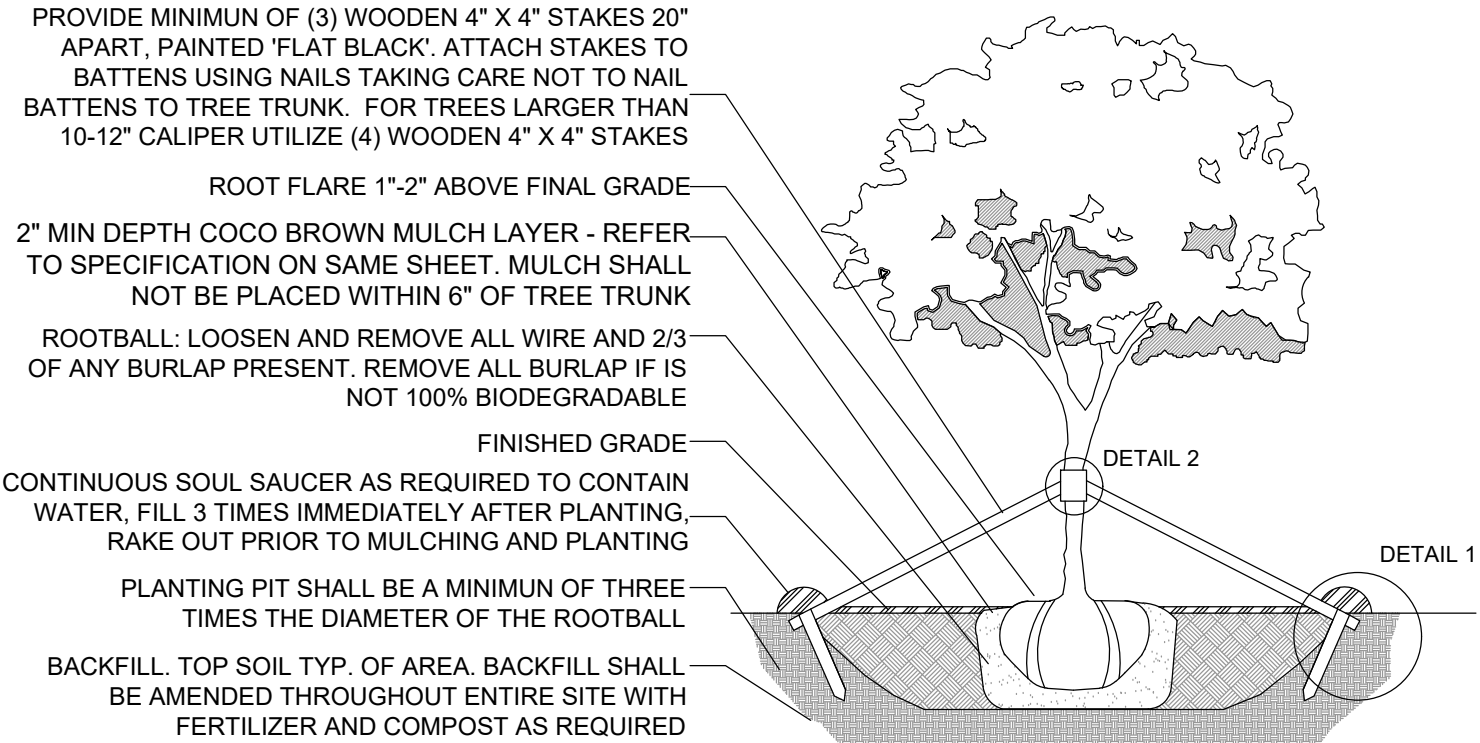 PROVIDE MINIMUN OF (3) WOODEN 4" X 4" STAKES 20"
APART, PAINTED 'FLAT BLACK'. ATTACH STAKES TO
BATTENS USING NAILS TAKING CARE NOT TO NAIL
BATTENS TO TREE TRUNK. FOR TREES LARGER THAN
10-12" CALIPER UTILIZE (4) WOODEN 4" X 4" STAKES
ROOT FLARE 1"-2" ABOVE FINAL GRADE
2" MIN DEPTH COCO BROWN MULCH LAYER - REFER
TO SPECIFICATION ON SAME SHEET. MULCH SHALL
NOT BE PLACED WITHIN 6" OF TREE TRUNK
ROOTBALL: LOOSEN AND REMOVE ALL WIRE AND 2/3
OF ANY BURLAP PRESENT. REMOVE ALL BURLAP IF IS
NOT 100% BIODEGRADABLE
FINISHED GRADE
CONTINUOUS SOUL SAUCER AS REQUIRED TO CONTAIN
WATER, FILL 3 TIMES IMMEDIATELY AFTER PLANTING,
RAKE OUT PRIOR TO MULCHING AND PLANTING
PLANTING PIT SHALL BE A MINIMUN OF THREE
TIMES THE DIAMETER OF THE ROOTBALL
BACKFILL. TOP SOIL TYP. OF AREA. BACKFILL SHALL
BE AMENDED THROUGHOUT ENTIRE SITE WITH
FERTILIZER AND COMPOST AS REQUIRED
DETAIL 2
DETAIL 1